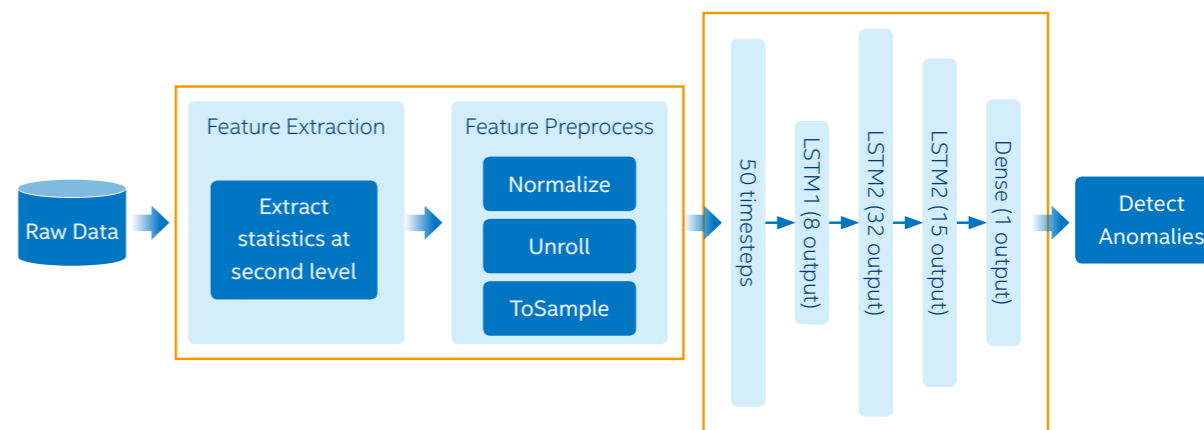 Raw Data
Feature Extraction
Extract
statistics at
second level
Feature Preprocess
Normalize
Unroll
ToSample
50 timesteps
LSTM1 (8 output)
LSTM2 (32 output)
LSTM2 (15 output)
Dense (1 output)
Detect
Anomalies